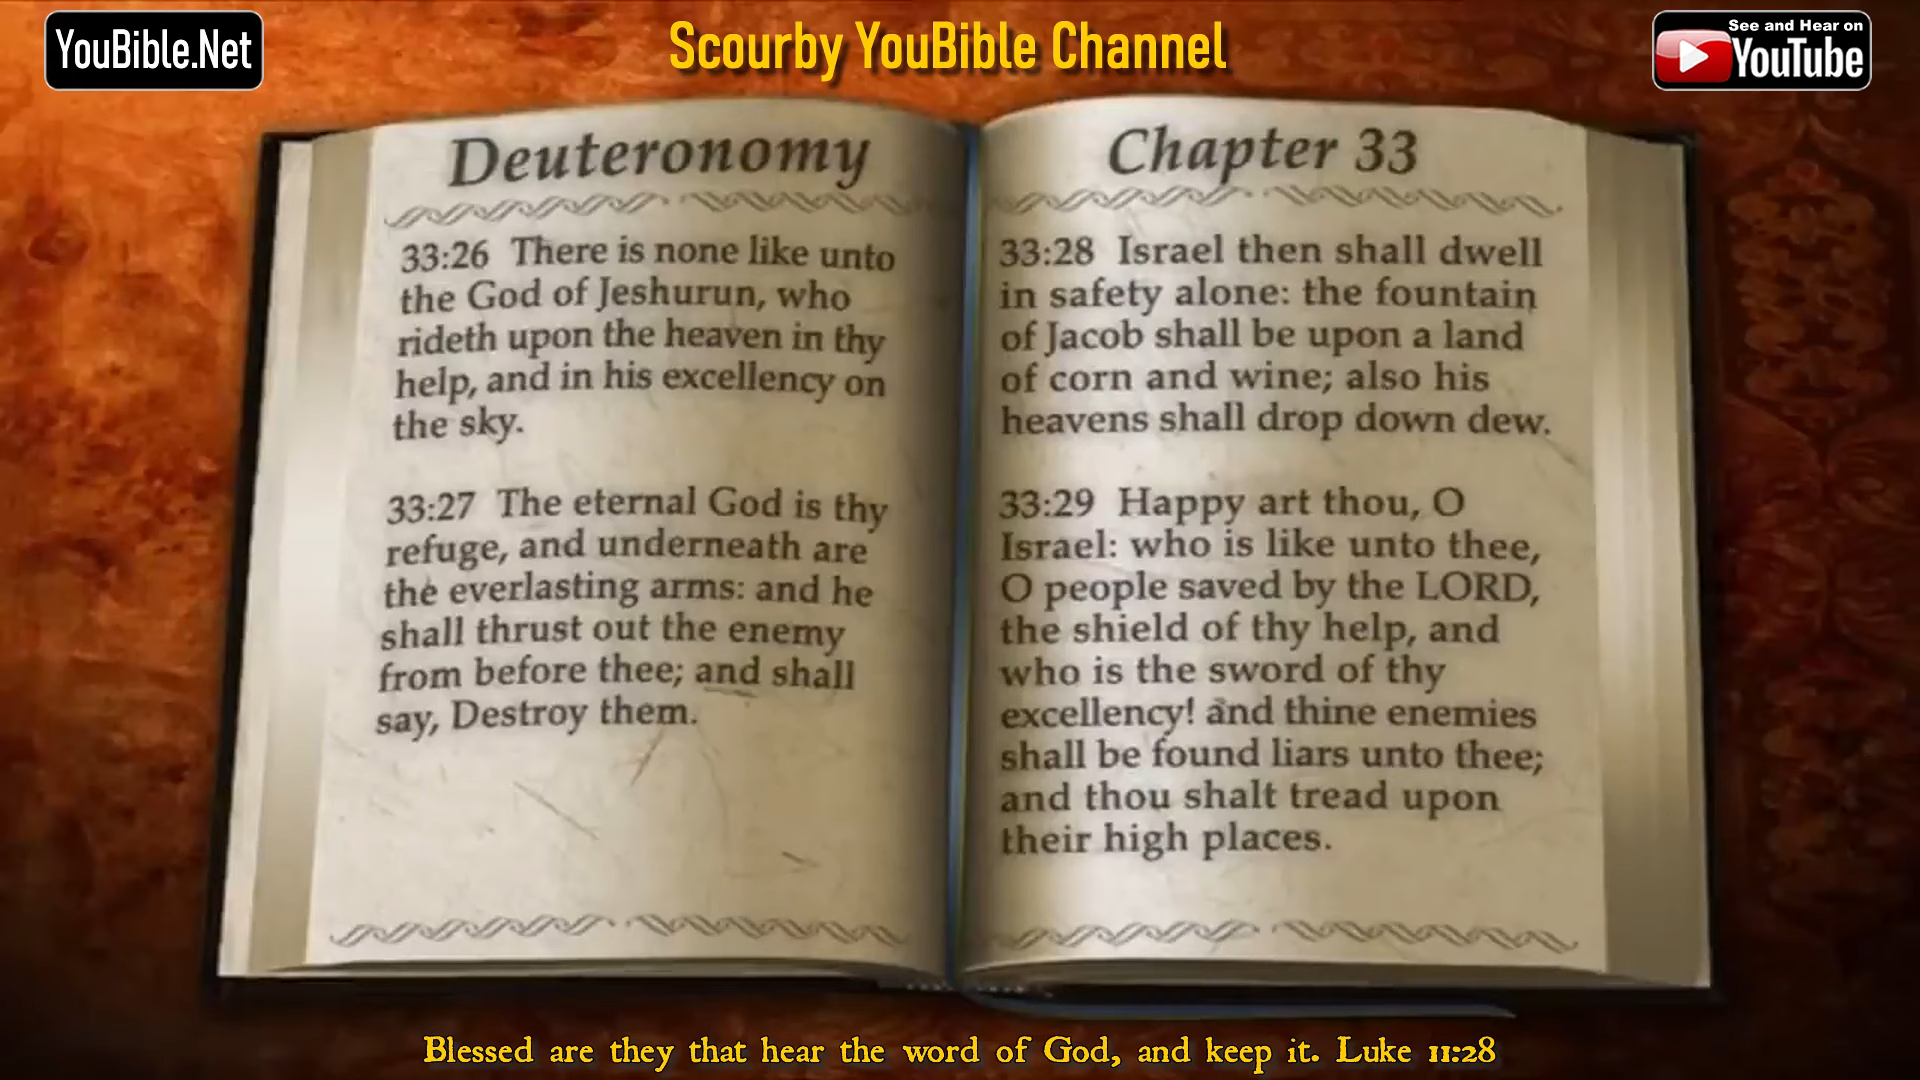 YouBible.Net
Scourby YouBible Channel
See and Hear on
YouTube
Deuteronomy
33:26 There is none like unto
the God of Jeshurun, who
rideth upon the heaven in thy
help, and in his excellency on
the sky.
33:27 The eternal God is thy
refuge, and underneath are
the everlasting arms: and he
shall thrust out the enemy
from before thee; and shall
say, Destroy them.
Chapter 33
33:28 Israel then shall dwell
in safety alone: the fountain
of Jacob shall be upon a land
of corn and wine; also his
heavens shall drop down dew.
33:29 Happy art thou, O
Israel: who is like unto thee,
O people saved by the LORD,
the shield of thy help, and
who is the sword of thy
excellency! and thine enemies
shall be found liars unto thee;
and thou shalt tread upon
their high places.
Blessed are they that hear the word of God, and keep it. Luke 11:28